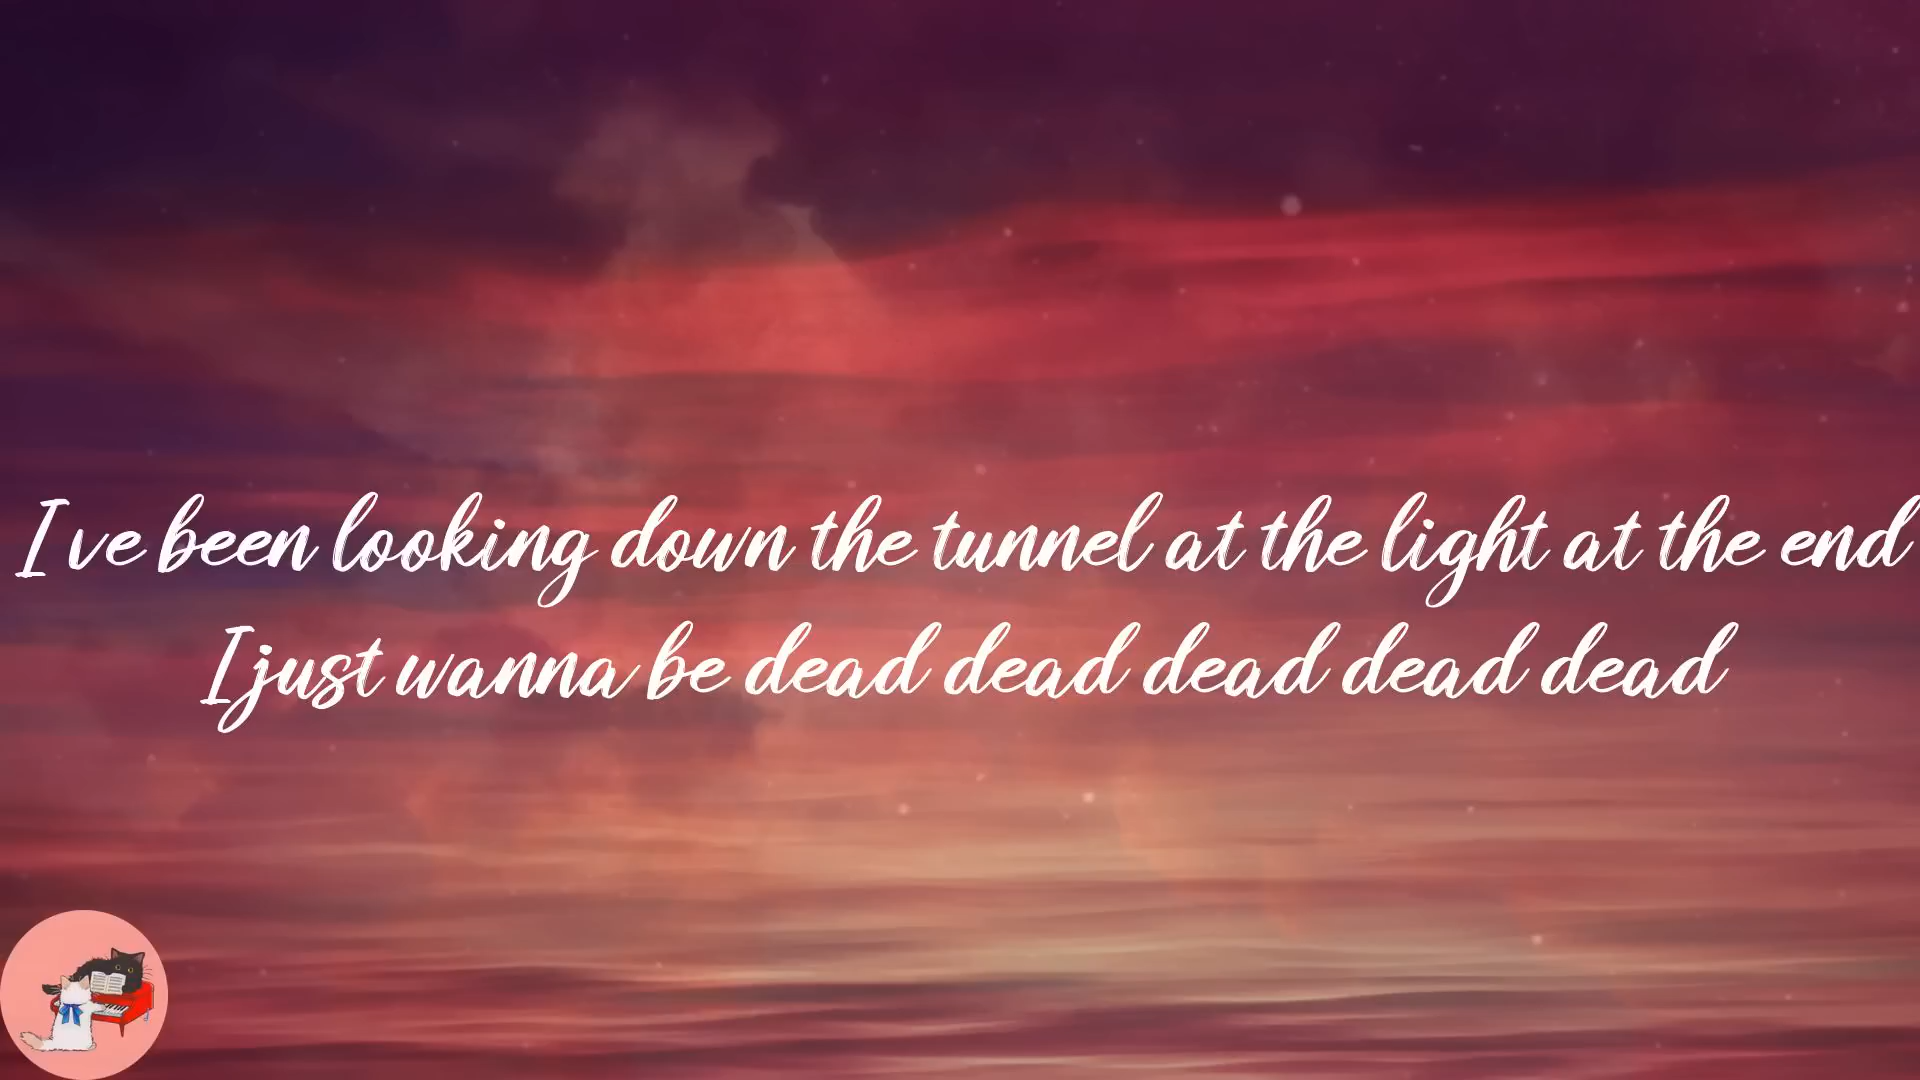 I ve been looking down the tunnel at the light at the end
I just wanna be dead dead dead dead dead